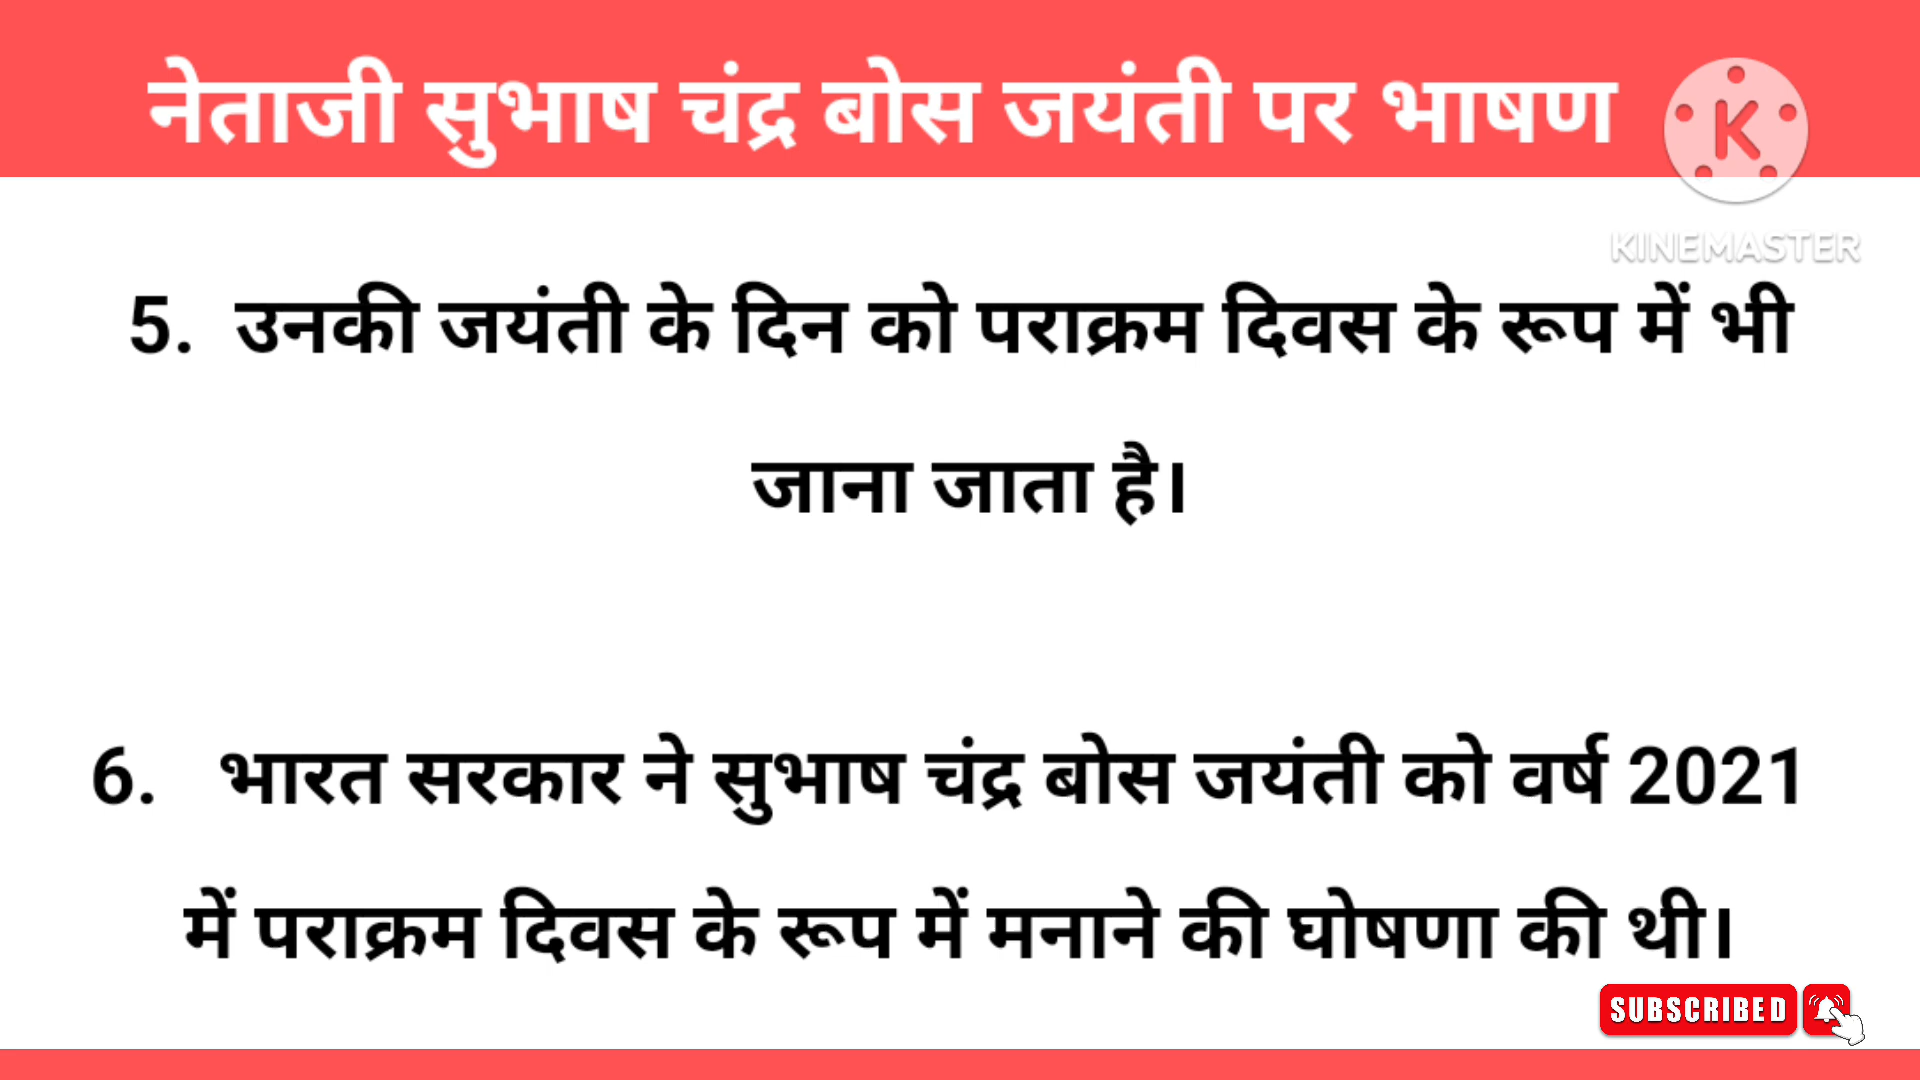 नेताजी सुभाष चंद्र बोस जयंती पर भाषण
K
KINEMASTER
5. उनकी जयंती के दिन को पराक्रम दिवस के रूप में भी
जाना जाता है।
6. भारत सरकार ने सुभाष चंद्र बोस जयंती को वर्ष 2021
में पराक्रम दिवस के रूप में मनाने की घोषणा की थी।
SUBSCRIBED